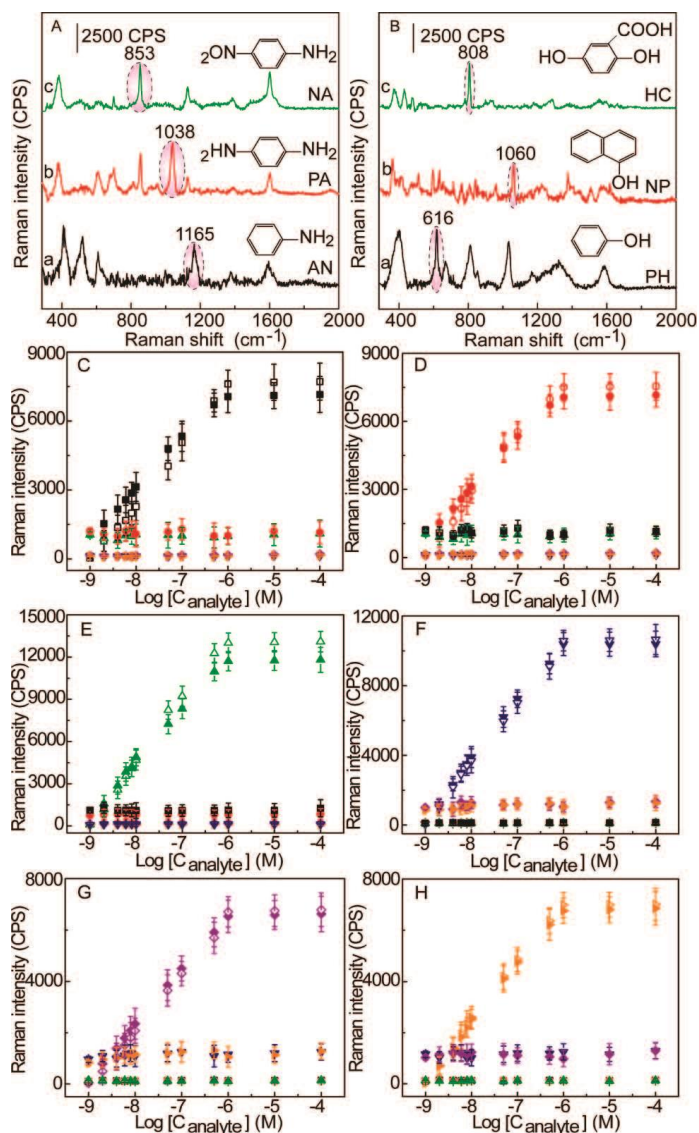 A
2500 CPS
853
₂ON NH₂
c
NA
1038
₂HN NH₂
b
PA
1165
NH₂
a
AN
Raman intensity (CPS)
400 800 1200 1600 2000
Raman shift (cm-1)
B
2500 CPS
808
COOH
HO OH
c
HC
1060
OH
b
NP
616
OH
a
PH
Raman intensity (CPS)
400 800 1200 1600 2000
Raman shift (cm-1)
C
Raman intensity (CPS)
9000
6000
3000
0
-9 -8 -7 -6 -5 -4
Log [Canalyte] (M)
D
Raman intensity (CPS)
9000
6000
3000
0
-9 -8 -7 -6 -5 -4
Log [Canalyte] (M)
E
Raman intensity (CPS)
15000
12000
9000
6000
3000
0
-9 -8 -7 -6 -5 -4
Log [Canalyte] (M)
F
Raman intensity (CPS)
12000
8000
4000
0
-9 -8 -7 -6 -5 -4
Log [Canalyte] (M)
G
Raman intensity (CPS)
8000
4000
0
-9 -8 -7 -6 -5 -4
Log [Canalyte] (M)
H
Raman intensity (CPS)
8000
4000
0
-9 -8 -7 -6 -5 -4
Log [Canalyte] (M)